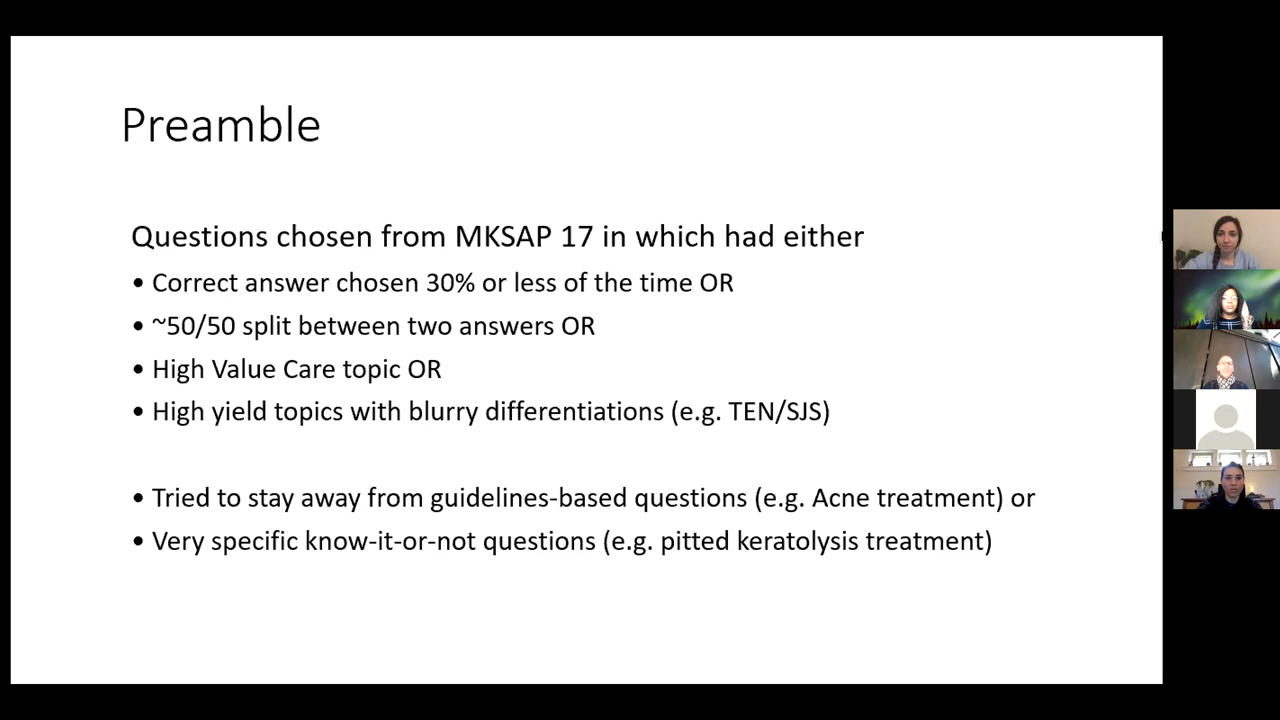 Preamble
Questions chosen from MKSAP 17 in which had either
• Correct answer chosen 30% or less of the time OR
• ~50/50 split between two answers OR
• High Value Care topic OR
• High yield topics with blurry differentiations (e.g. TEN/SJS)
• Tried to stay away from guidelines-based questions (e.g. Acne treatment) or
• Very specific know-it-or-not questions (e.g. pitted keratolysis treatment)